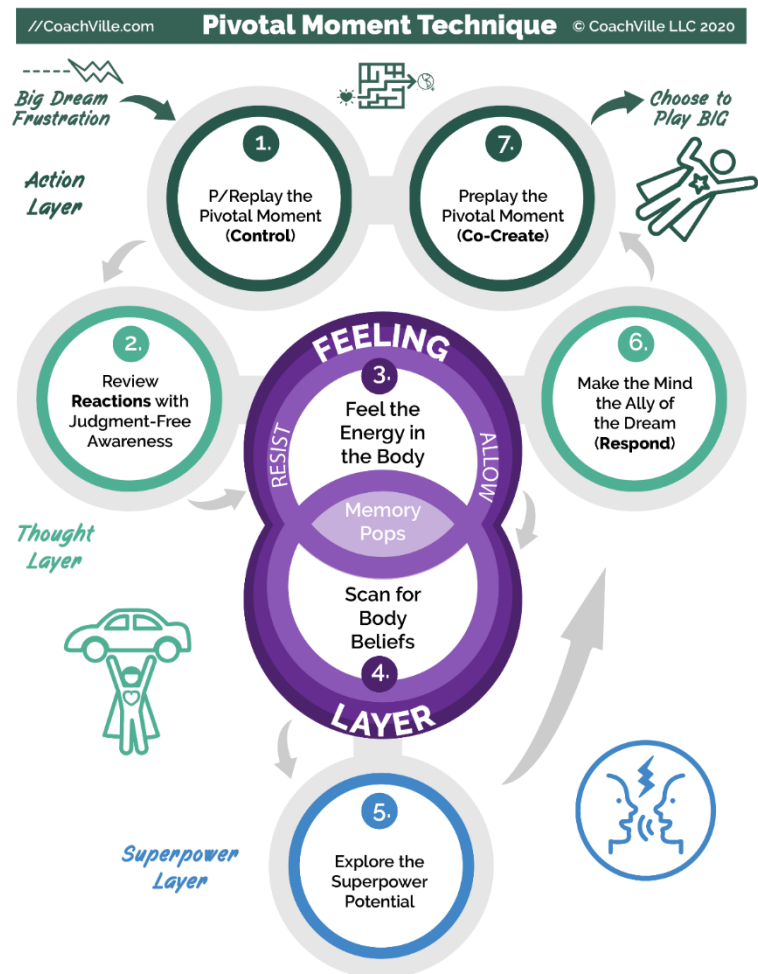 //CoachVille.com
Pivotal Moment Technique
© CoachVille LLC 2020
Big Dream
Frustration
Choose to
Play BIG
Action
Layer
1.
P/Replay the
Pivotal Moment
(Control)
7.
Preplay the
Pivotal Moment
(Co-Create)
2.
Review
Reactions with
Judgment-Free
Awareness
FEELING
3.
Feel the
Energy in
the Body
RESIST
ALLOW
Memory
Pops
6.
Make the Mind
the Ally of
the Dream
(Respond)
Thought
Layer
Scan for
Body
Beliefs
4.
LAYER
5.
Explore the
Superpower
Potential
Superpower
Layer